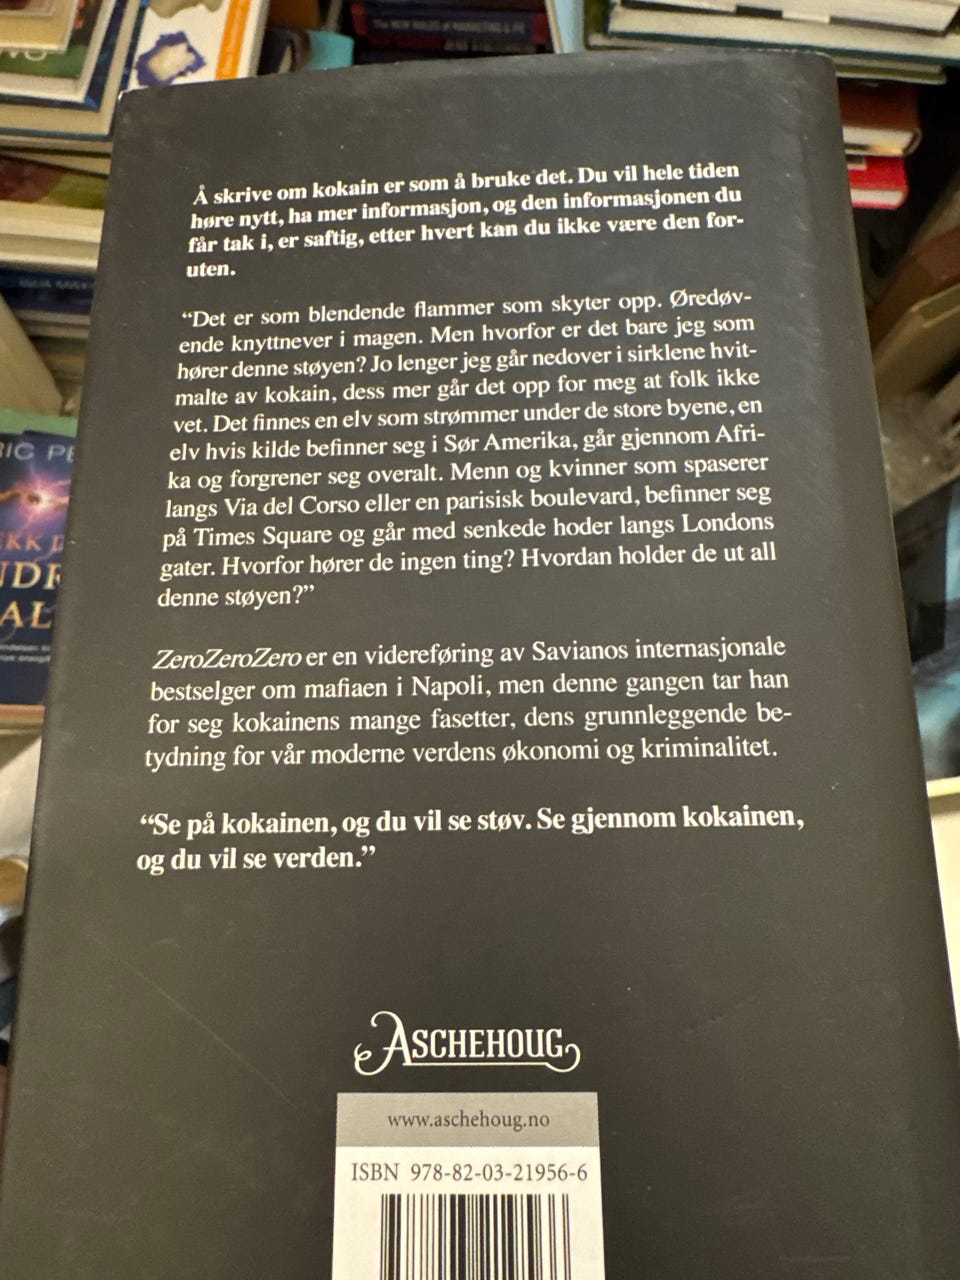 Å skrive om kokain er som å bruke det. Du vil hele tiden
høre nytt, ha mer informasjon, og den informasjonen du
får tak i, er saftig, etter hvert kan du ikke være den for-
uten.
“Det er som blendende flammer som skyter opp. Øredøv-
ende knyttnever i magen. Men hvorfor er det bare jeg som
hører denne støyen? Jo lenger jeg går nedover i sirklene hvit-
malte av kokain, dess mer går det opp for meg at folk ikke
vet. Det finnes en elv som strømmer under de store byene, en
elv hvis kilde befinner seg i Sør Amerika, går gjennom Afri-
ka og forgrener seg overalt. Menn og kvinner som spaserer
langs Via del Corso eller en parisisk boulevard, befinner seg
på Times Square og går med senkede hoder langs Londons
gater. Hvorfor hører de ingen ting? Hvordan holder de ut all
denne støyen?”
ZeroZeroZero er en videreføring av Savianos internasjonale
bestselger om mafiaen i Napoli, men denne gangen tar han
for seg kokainens mange fasetter, dens grunnleggende be-
tydning for vår moderne verdens økonomi og kriminalitet.
“Se på kokainen, og du vil se støv. Se gjennom kokainen,
og du vil se verden.”
ASCHEHOUG
www.aschehoug.no
ISBN 978-82-03-21956-6